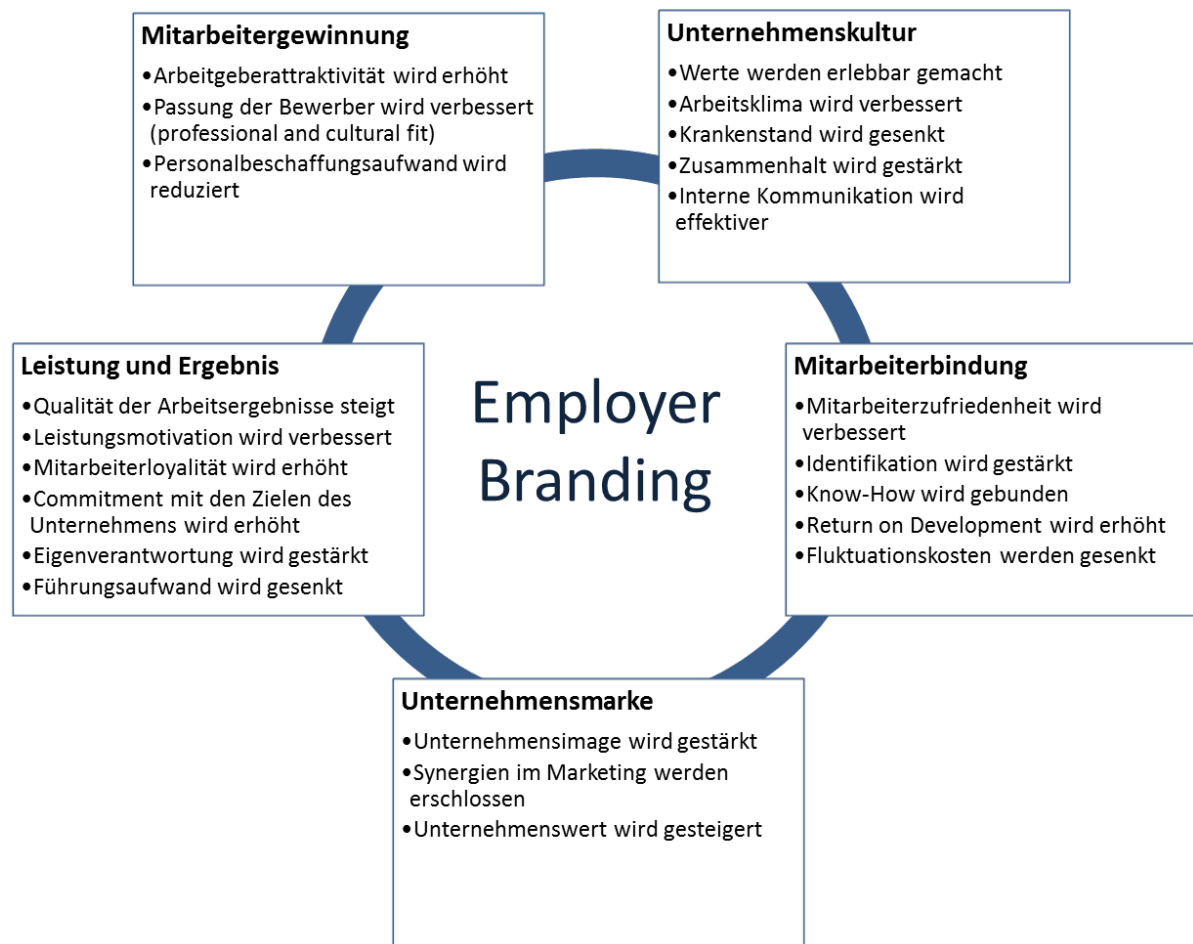 Mitarbeitergewinnung
•Arbeitgeberattraktivität wird erhöht
•Passung der Bewerber wird verbessert
(professional and cultural fit)
•Personalbeschaffungsaufwand wird
reduziert
Unternehmenskultur
•Werte werden erlebbar gemacht
•Arbeitsklima wird verbessert
•Krankenstand wird gesenkt
•Zusammenhalt wird gestärkt
•Interne Kommunikation wird
effektiver
Leistung und Ergebnis
•Qualität der Arbeitsergebnisse steigt
•Leistungsmotivation wird verbessert
•Mitarbeiterloyalität wird erhöht
•Commitment mit den Zielen des
Unternehmens wird erhöht
•Eigenverantwortung wird gestärkt
•Führungsaufwand wird gesenkt
Employer
Branding
Mitarbeiterbindung
•Mitarbeiterzufriedenheit wird
verbessert
•Identifikation wird gestärkt
•Know-How wird gebunden
•Return on Development wird erhöht
•Fluktuationskosten werden gesenkt
Unternehmensmarke
•Unternehmensimage wird gestärkt
•Synergien im Marketing werden
erschlossen
•Unternehmenswert wird gesteigert